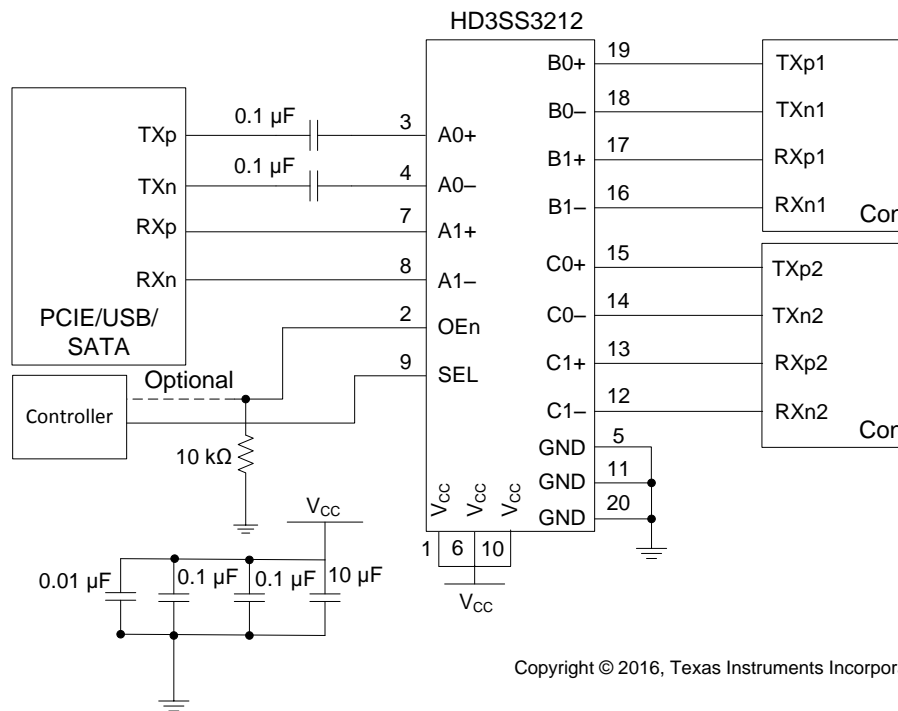 HD3SS3212
PCIE/USB/
SATA
TXp
TXn
RXp
RXn
0.1 µF
0.1 µF
3
4
7
8
2
9
A0+
A0–
A1+
A1–
OEn
SEL
B0+
B0–
B1+
B1–
C0+
C0–
C1+
C1–
GND
GND
GND
19
18
17
16
15
14
13
12
5
11
20
TXp1
TXn1
RXp1
RXn1
TXp2
TXn2
RXp2
RXn2
Controller
Optional
10 kΩ
VCC
VCC
VCC
1
6
10
VCC
VCC
0.01 µF
0.1 µF
0.1 µF
10 µF
Copyright © 2016, Texas Instruments